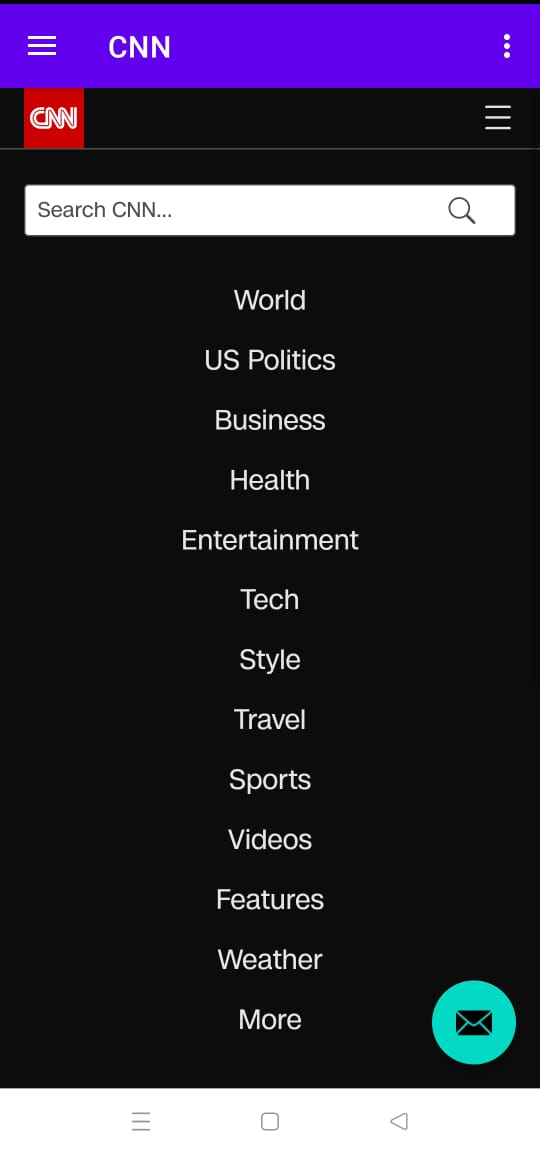 CNN
CNN
Search CNN...
World
US Politics
Business
Health
Entertainment
Tech
Style
Travel
Sports
Videos
Features
Weather
More